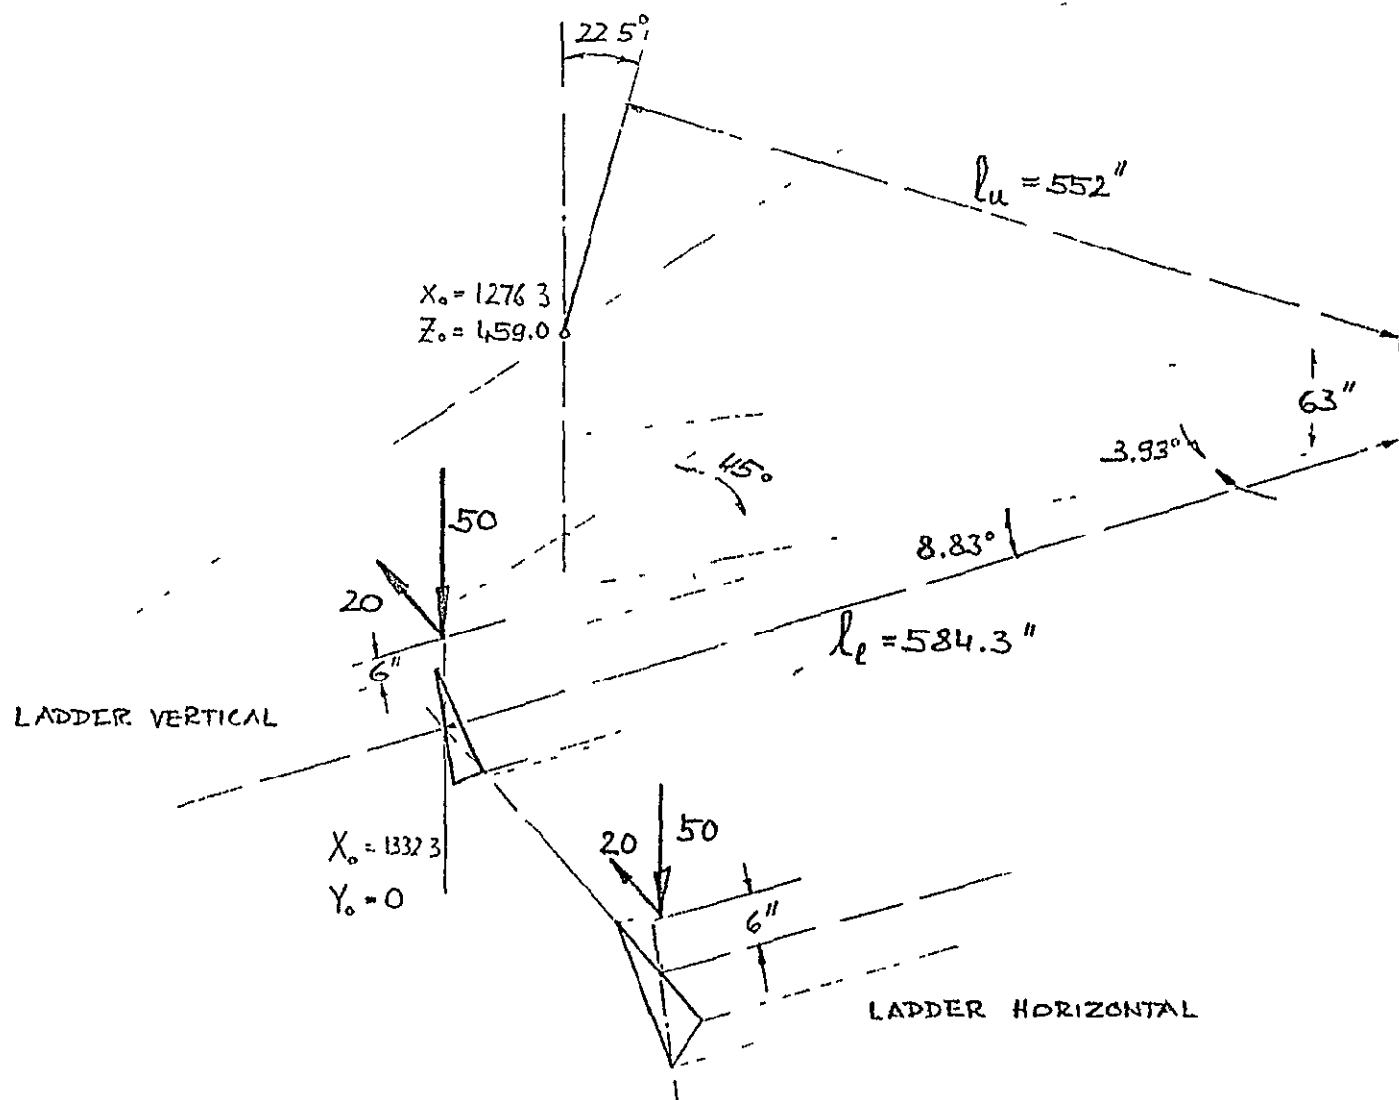 22 5°
lu = 552"
X₀ = 1276 3
Z₀ = 459.0
63"
3.93°
45°
50
8.83°
20
6"
lℓ = 584.3"
LADDER VERTICAL
20
50
X₀ = 1332 3
Y₀ = 0
6"
LADDER HORIZONTAL